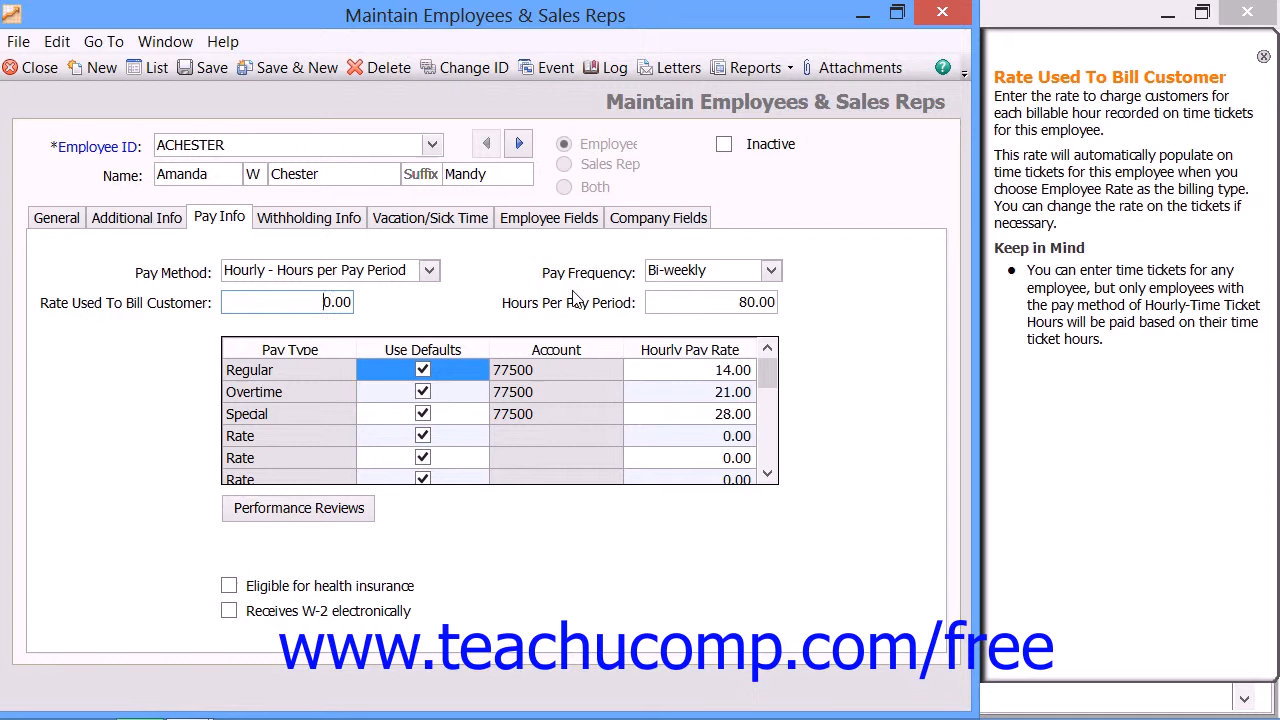 Maintain Employees & Sales Reps
File Edit Go To Window Help
Close New List Save Save & New Delete Change ID Event Log Letters Reports Attachments
Maintain Employees & Sales Reps
*Employee ID: ACHESTER Employee Inactive
Name: Amanda W Chester Suffix Mandy Sales Rep
Both
General Additional Info Pay Info Withholding Info Vacation/Sick Time Employee Fields Company Fields
Pay Method: Hourly - Hours per Pay Period Pay Frequency: Bi-weekly
Rate Used To Bill Customer: 0.00 Hours Per Pay Period: 80.00
Pay Type Use Defaults Account Hourly Pay Rate
Regular 77500 14.00
Overtime 77500 21.00
Special 77500 28.00
Rate 0.00
Rate 0.00
Rate 0.00
Performance Reviews
Eligible for health insurance
Receives W-2 electronically
Rate Used To Bill Customer
Enter the rate to charge customers for
each billable hour recorded on time tickets
for this employee.
This rate will automatically populate on
time tickets for this employee when you
choose Employee Rate as the billing type.
You can change the rate on the tickets if
necessary.
Keep in Mind
● You can enter time tickets for any
employee, but only employees with
the pay method of Hourly-Time Ticket
Hours will be paid based on their time
ticket hours.
www.teachucomp.com/free